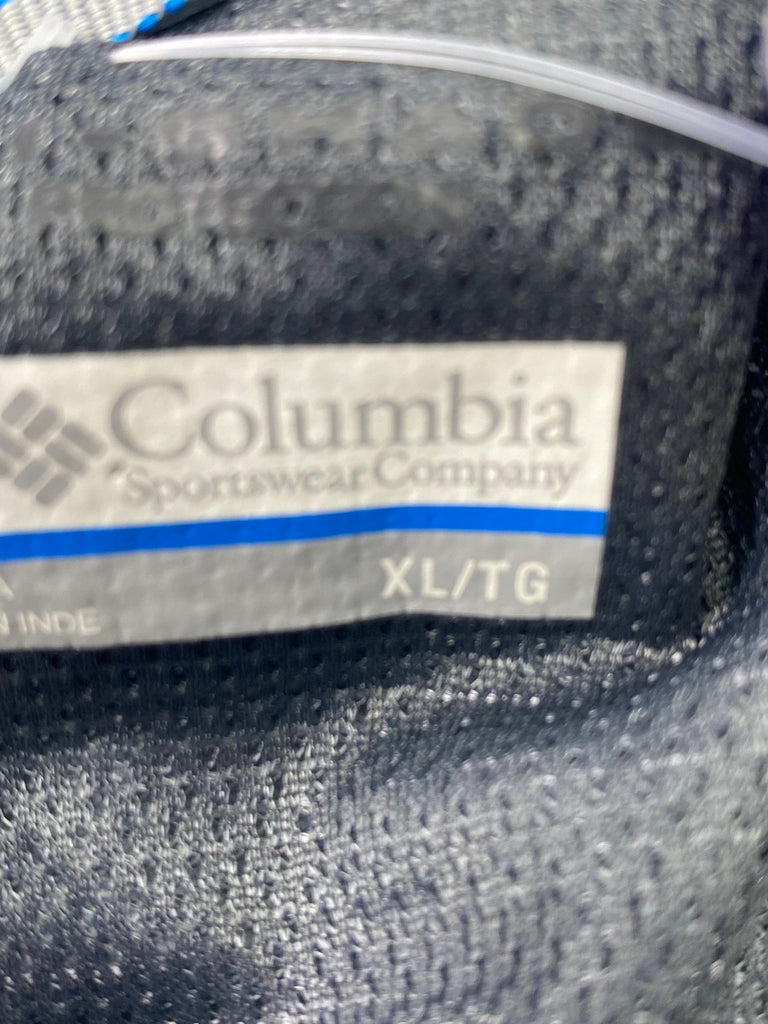 Columbia
Sportswear Company
XL/TG
INDE